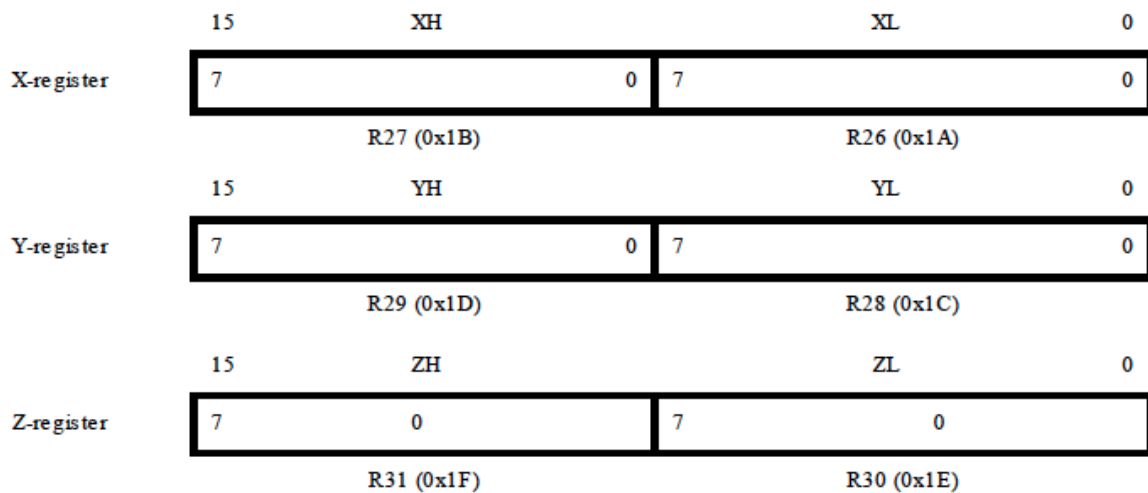 15 XH XL 0
X-register 7 0 7 0
R27 (0x1B) R26 (0x1A)
15 YH YL 0
Y-register 7 0 7 0
R29 (0x1D) R28 (0x1C)
15 ZH ZL 0
Z-register 7 0 7 0
R31 (0x1F) R30 (0x1E)